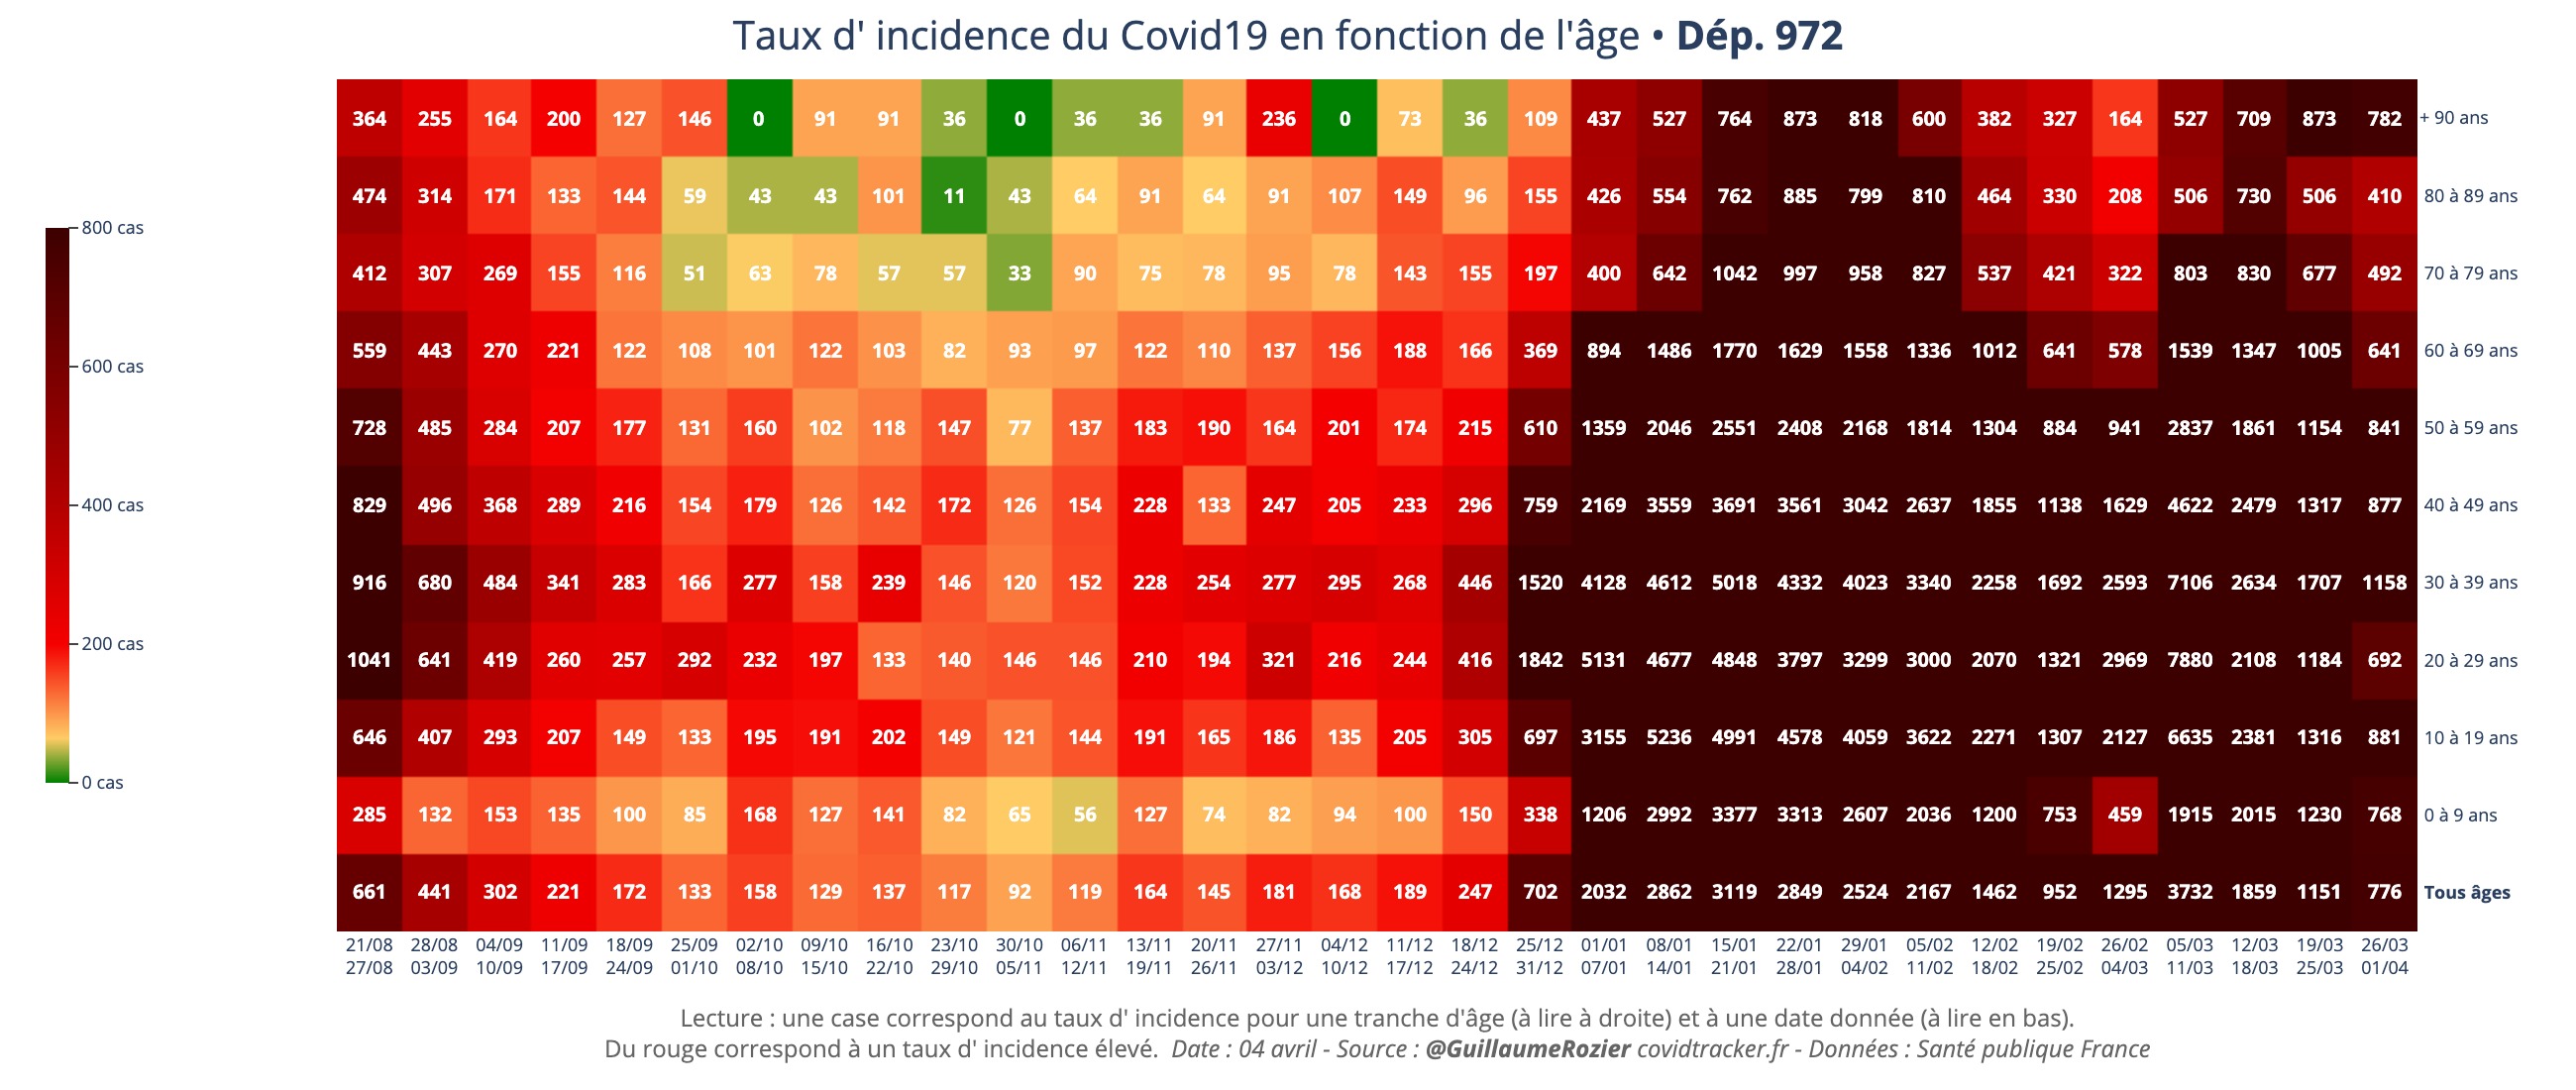 Taux d' incidence du Covid19 en fonction de l'âge • Dép. 972
364 255 164 200 127 146 0 91 91 36 0 36 36 91 236 0 73 36 109 437 527 764 873 818 600 382 327 164 527 709 873 782 + 90 ans
474 314 171 133 144 59 43 43 101 11 43 64 91 64 91 107 149 96 155 426 554 762 885 799 810 464 330 208 506 730 506 410 80 à 89 ans
800 cas
412 307 269 155 116 51 63 78 57 57 33 90 75 78 95 78 143 155 197 400 642 1042 997 958 827 537 421 322 803 830 677 492 70 à 79 ans
559 443 270 221 122 108 101 122 103 82 93 97 122 110 137 156 188 166 369 894 1486 1770 1629 1558 1336 1012 641 578 1539 1347 1005 641 60 à 69 ans
600 cas
728 485 284 207 177 131 160 102 118 147 77 137 183 190 164 201 174 215 610 1359 2046 2551 2408 2168 1814 1304 884 941 2837 1861 1154 841 50 à 59 ans
400 cas
829 496 368 289 216 154 179 126 142 172 126 154 228 133 247 205 233 296 759 2169 3559 3691 3561 3042 2637 1855 1138 1629 4622 2479 1317 877 40 à 49 ans
916 680 484 341 283 166 277 158 239 146 120 152 228 254 277 295 268 446 1520 4128 4612 5018 4332 4023 3340 2258 1692 2593 7106 2634 1707 1158 30 à 39 ans
200 cas
1041 641 419 260 257 292 232 197 133 140 146 146 210 194 321 216 244 416 1842 5131 4677 4848 3797 3299 3000 2070 1321 2969 7880 2108 1184 692 20 à 29 ans
646 407 293 207 149 133 195 191 202 149 121 144 191 165 186 135 205 305 697 3155 5236 4991 4578 4059 3622 2271 1307 2127 6635 2381 1316 881 10 à 19 ans
0 cas
285 132 153 135 100 85 168 127 141 82 65 56 127 74 82 94 100 150 338 1206 2992 3377 3313 2607 2036 1200 753 459 1915 2015 1230 768 0 à 9 ans
661 441 302 221 172 133 158 129 137 117 92 119 164 145 181 168 189 247 702 2032 2862 3119 2849 2524 2167 1462 952 1295 3732 1859 1151 776 Tous âges
21/08 28/08 04/09 11/09 18/09 25/09 02/10 09/10 16/10 23/10 30/10 06/11 13/11 20/11 27/11 04/12 11/12 18/12 25/12 01/01 08/01 15/01 22/01 29/01 05/02 12/02 19/02 26/02 05/03 12/03 19/03 26/03
27/08 03/09 10/09 17/09 24/09 01/10 08/10 15/10 22/10 29/10 05/11 12/11 19/11 26/11 03/12 10/12 17/12 24/12 31/12 07/01 14/01 21/01 28/01 04/02 11/02 18/02 25/02 04/03 11/03 18/03 25/03 01/04
Lecture : une case correspond au taux d' incidence pour une tranche d'âge (à lire à droite) et à une date donnée (à lire en bas).
Du rouge correspond à un taux d' incidence élevé. Date : 04 avril - Source : @GuillaumeRozier covidtracker.fr - Données : Santé publique France